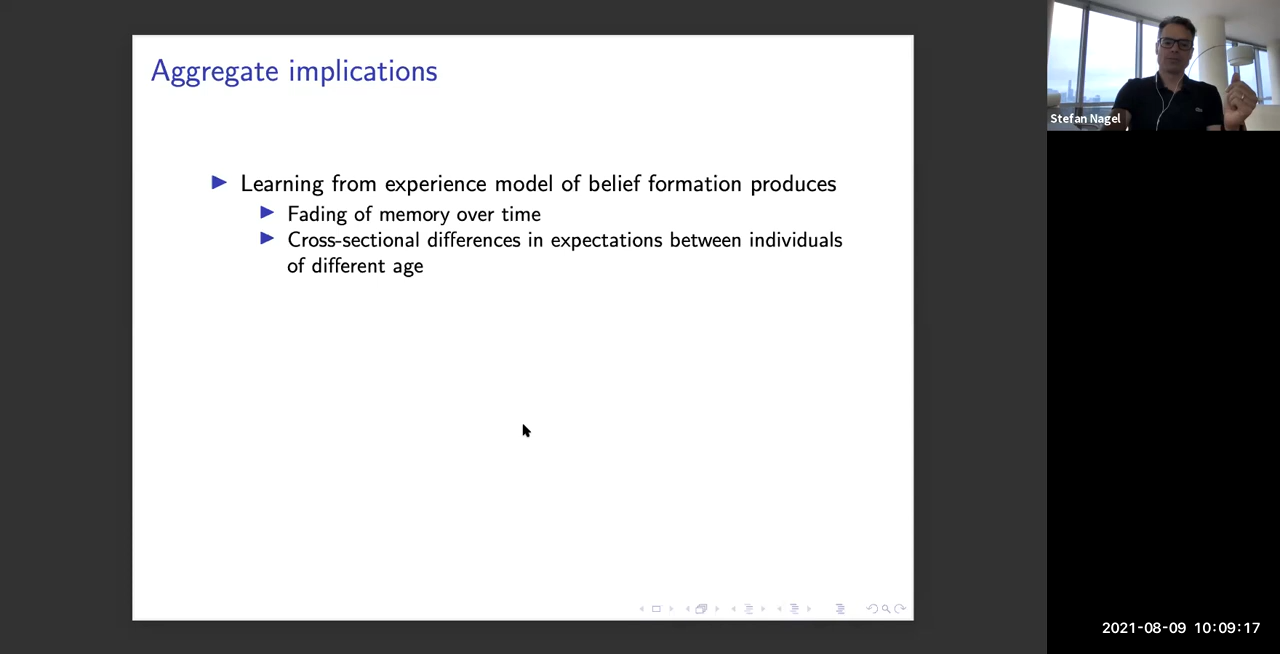 Aggregate implications
Learning from experience model of belief formation produces
Fading of memory over time
Cross-sectional differences in expectations between individuals
of different age
Stefan Nagel
2021-08-09 10:09:17